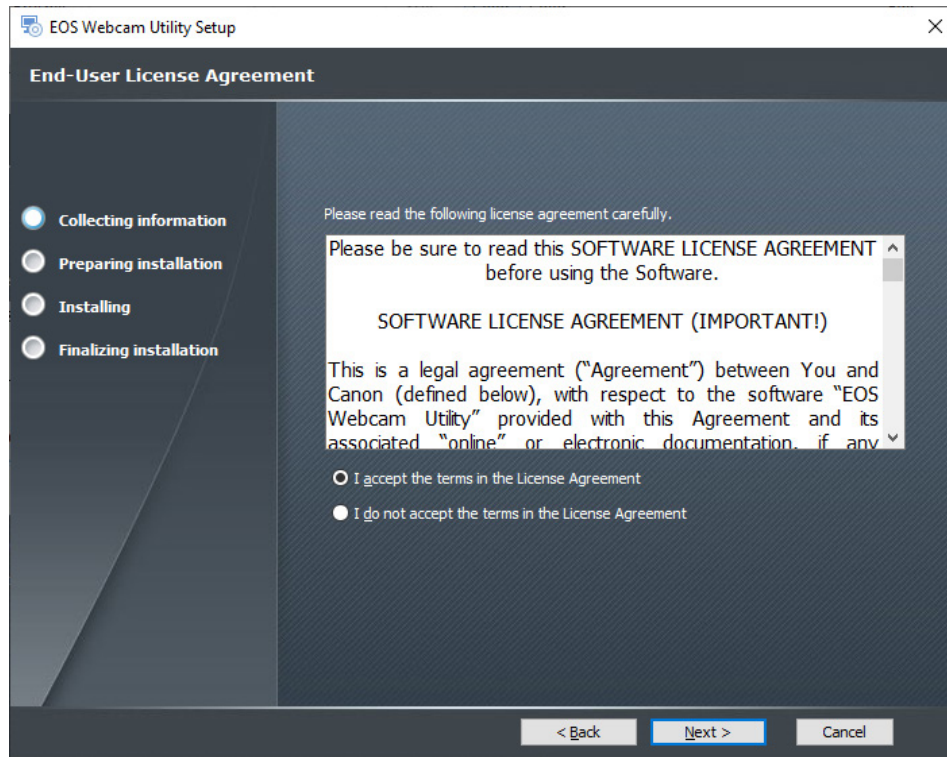 EOS Webcam Utility Setup
End-User License Agreement
Collecting information
Preparing installation
Installing
Finalizing installation
Please read the following license agreement carefully.
Please be sure to read this SOFTWARE LICENSE AGREEMENT
before using the Software.
SOFTWARE LICENSE AGREEMENT (IMPORTANT!)
This is a legal agreement (“Agreement”) between You and
Canon (defined below), with respect to the software “EOS
Webcam Utility” provided with this Agreement and its
associated “online” or electronic documentation, if any
I accept the terms in the License Agreement
I do not accept the terms in the License Agreement
< Back
Next >
Cancel